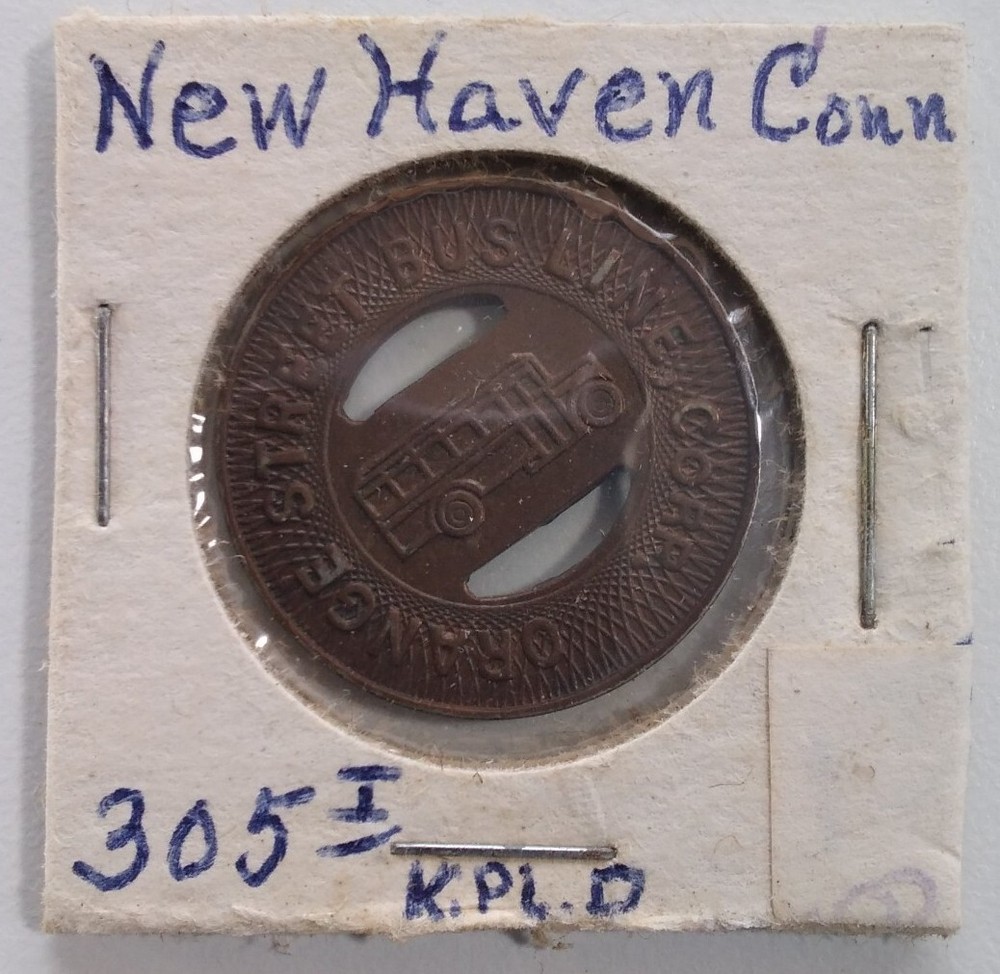 New Haven Conn
ORANGE STREET BUS LINE CORP.
305 I
K.PL.D